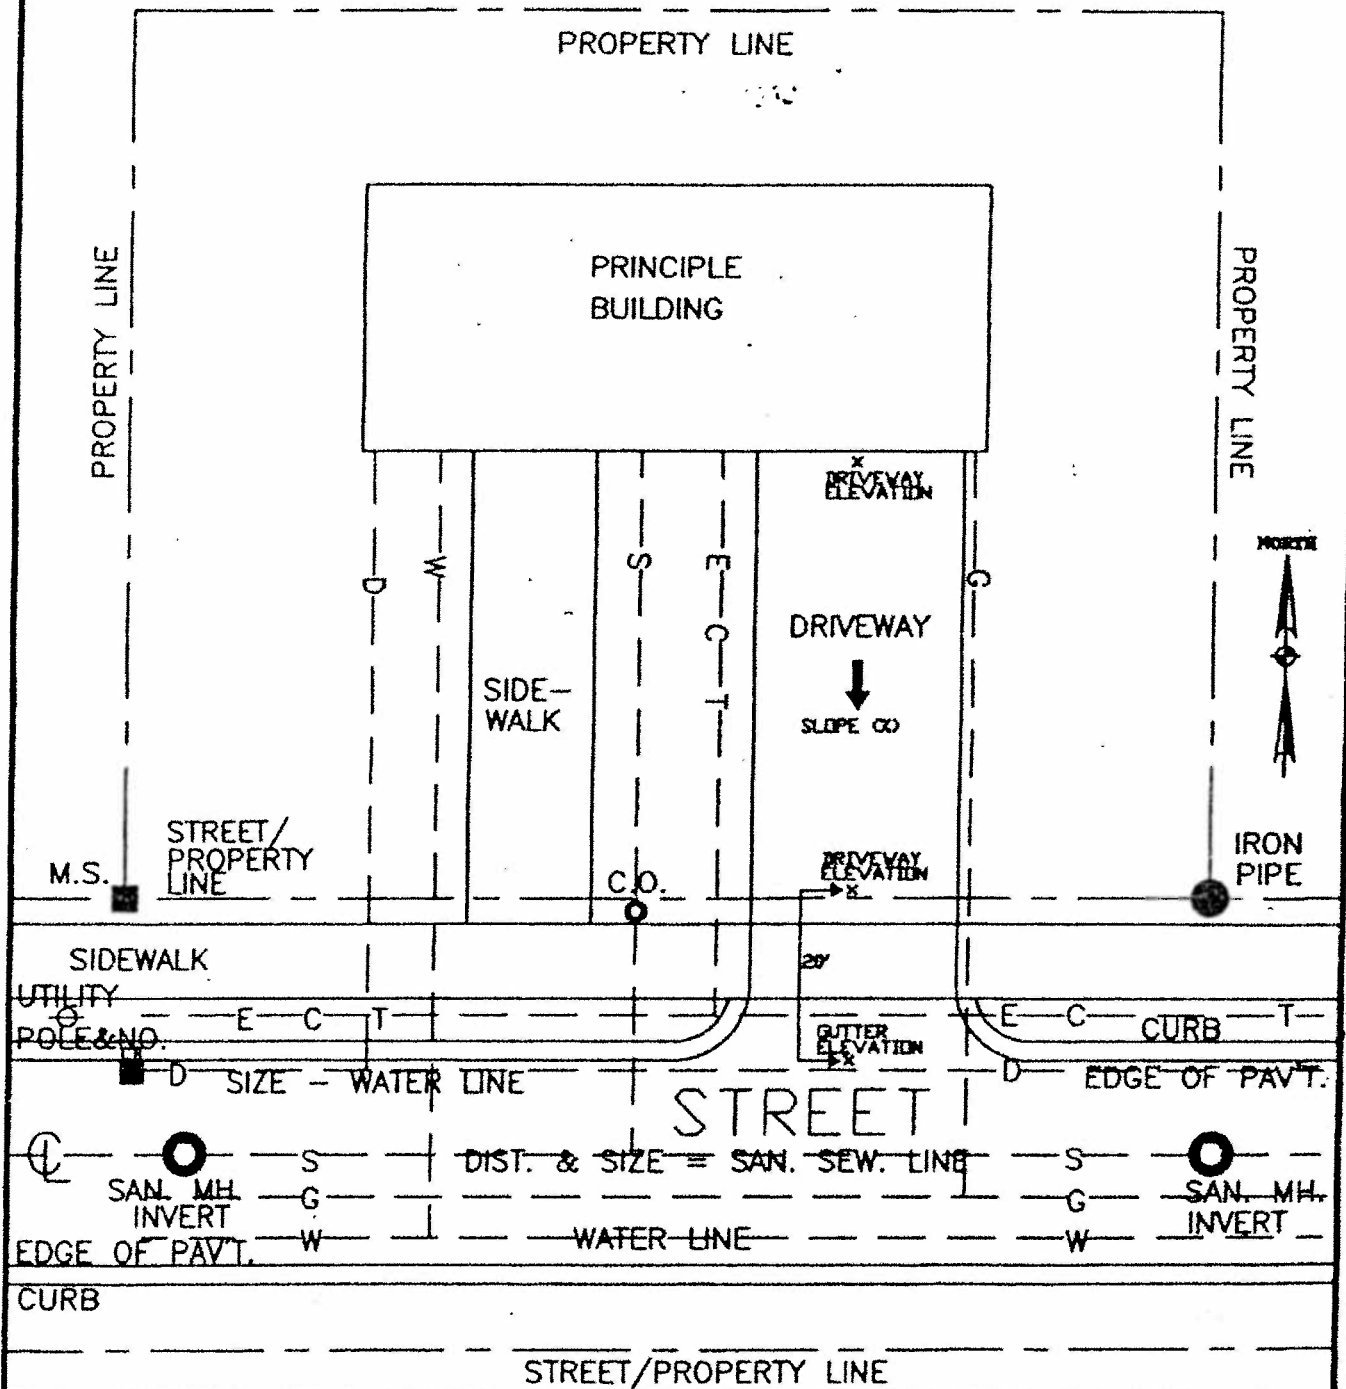 PROPERTY LINE
PRINCIPLE
BUILDING
PROPERTY LINE
PROPERTY LINE
DRIVEWAY
ELEVATION
NORTH
D
W
S
E
C
T
G
DRIVEWAY
SLOPE
SIDE-
WALK
STREET/
PROPERTY
LINE
M.S.
C.O.
DRIVEWAY
ELEVATION
IRON
PIPE
SIDEWALK
20'
UTILITY
POLE&NO.
E C T
E C T
CURB
GUTTER
ELEVATION
D
SIZE - WATER LINE
D
EDGE OF PAV'T.
STREET
CL
S
DIST. & SIZE = SAN. SEW. LINE
S
SAN. MH.
INVERT
G
G
SAN. MH.
INVERT
W
WATER LINE
W
EDGE OF PAV'T.
CURB
STREET/PROPERTY LINE